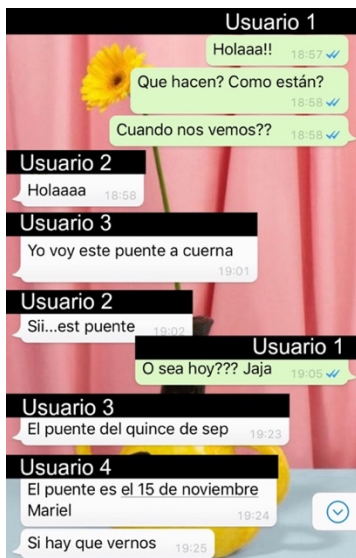 Usuario 1
Holaaa!! 18:57
Que hacen? Como están?
18:58
Cuando nos vemos?? 18:58
Usuario 2
Holaaaa 18:58
Usuario 3
Yo voy este puente a cuerna
19:01
Usuario 2
Sii...est puente 19:02
Usuario 1
O sea hoy??? Jaja 19:05
Usuario 3
El puente del quince de sep 19:23
Usuario 4
El puente es el 15 de noviembre
Mariel 19:24
Si hay que vernos 19:25